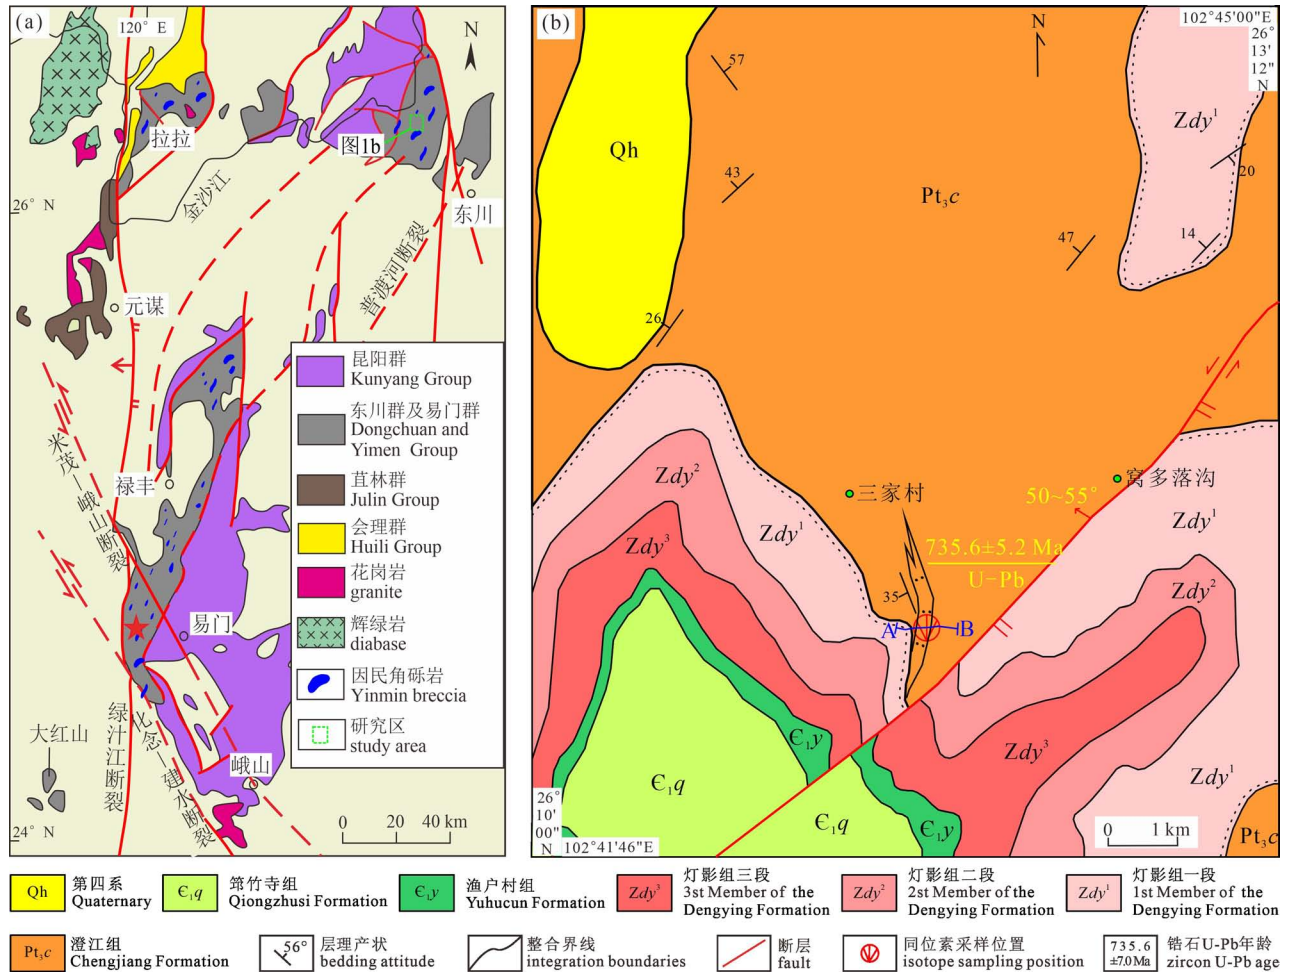 (a)
120° E
N
拉拉
图1b
金沙江
26° N
东川
元谋
普渡河断裂
米茂—峨山断裂
禄丰
易门
绿汁江断裂
化念—建水断裂
大红山
峨山
24° N
0 20 40 km
昆阳群
Kunyang Group
东川群及易门群
Dongchuan and
Yimen Group
苴林群
Julin Group
会理群
Huili Group
花岗岩
granite
辉绿岩
diabase
因民角砾岩
Yinmin breccia
研究区
study area
(b)
N
102°45′00″E
26°
13′
12″
N
57
Qh
Zdy¹
20
43
Pt₃c
47
14
26
Zdy²
三家村
窝多落沟
50~55°
Zdy¹
Zdy¹
Zdy³
735.6±5.2 Ma
U-Pb
Zdy²
35
A
B
Є₁y
Zdy³
Є₁q
Zdy¹
26°
10′
00″
N
Є₁q
Є₁y
0 1 km
Pt₃c
102°41′46″E
Qh
第四系
Quaternary
Є₁q
筇竹寺组
Qiongzhusi Formation
Є₁y
渔户村组
Yuhucun Formation
Zdy³
灯影组三段
3st Member of the
Dengying Formation
Zdy²
灯影组二段
2st Member of the
Dengying Formation
Zdy¹
灯影组一段
1st Member of the
Dengying Formation
Pt₃c
澄江组
Chengjiang Formation
56°
层理产状
bedding attitude
整合界线
integration boundaries
断层
fault
同位素采样位置
isotope sampling position
735.6
±7.0 Ma
锆石U-Pb年龄
zircon U-Pb age